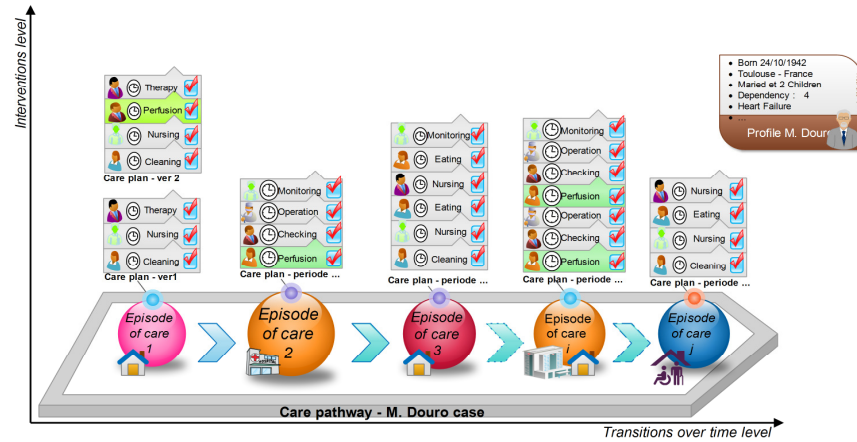 Interventions level
Therapy
Perfusion
Nursing
Cleaning
Care plan - ver 2
Therapy
Nursing
Cleaning
Care plan - ver1
Monitoring
Operation
Checking
Perfusion
Care plan - periode ...
Monitoring
Eating
Nursing
Eating
Nursing
Cleaning
Care plan - periode ...
Monitoring
Operation
Checking
Perfusion
Operation
Checking
Perfusion
Care plan - periode ...
Nursing
Eating
Nursing
Cleaning
Care plan - periode ...
• Born 24/10/1942
• Toulouse - France
• Maried et 2 Children
• Dependency : 4
• Heart Failure
• ...
Profile M. Douro
Episode
of care
1
Episode
of care
2
Episode
of care
3
Episode
of care
i
Episode
of care
j
Care pathway - M. Douro case
Transitions over time level